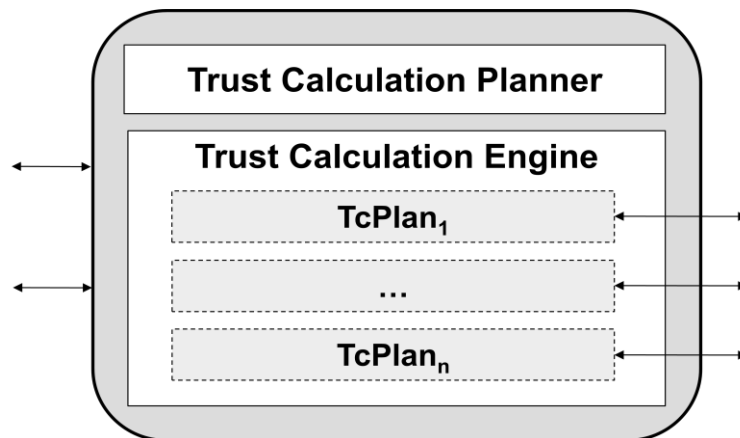 Trust Calculation Planner
Trust Calculation Engine
TcPlan₁
...
TcPlanₙ